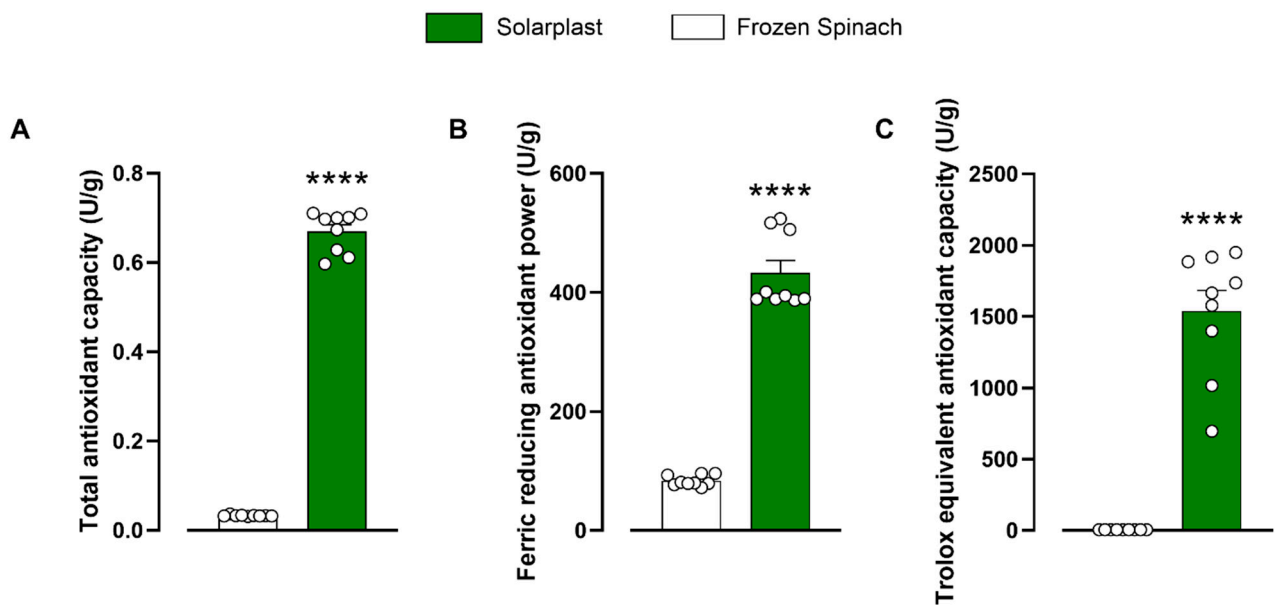 Solarplast
Frozen Spinach
A
Total antioxidant capacity (U/g)
0.8
0.6
0.4
0.2
0.0
****
B
Ferric reducing antioxidant power (U/g)
600
400
200
0
****
C
Trolox equivalent antioxidant capacity (U/g)
2500
2000
1500
1000
500
0
****